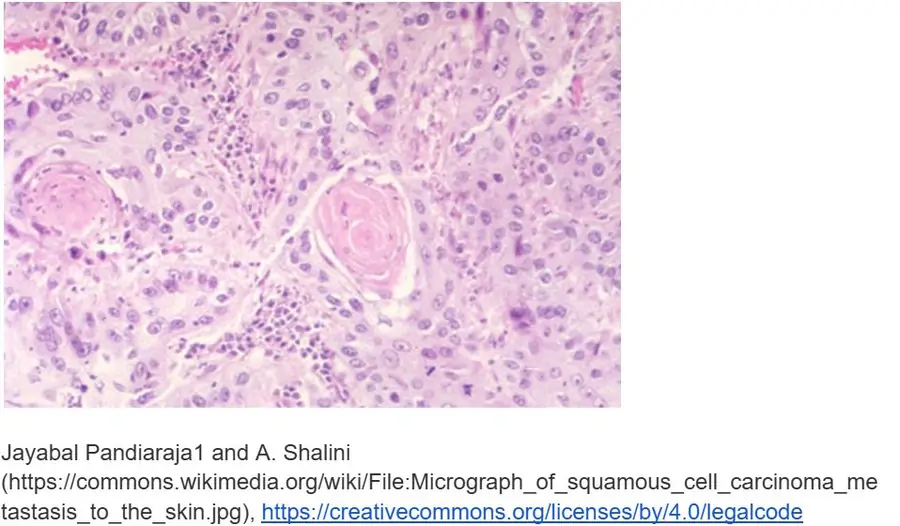 Jayabal Pandiaraja1 and A. Shalini
(https://commons.wikimedia.org/wiki/File:Micrograph_of_squamous_cell_carcinoma_me
tastasis_to_the_skin.jpg), https://creativecommons.org/licenses/by/4.0/legalcode